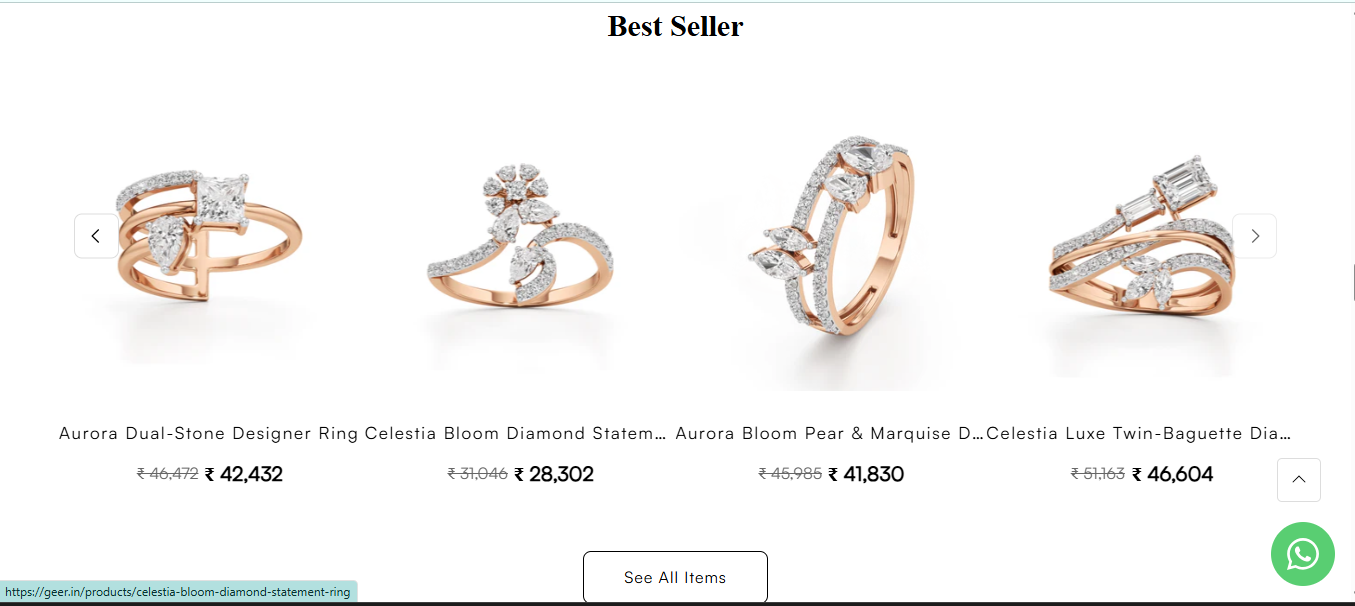 Best Seller
Aurora Dual-Stone Designer Ring
Celestia Bloom Diamond Statem...
Aurora Bloom Pear & Marquise D...
Celestia Luxe Twin-Baguette Dia...
₹ 46,472 ₹ 42,432
₹ 31,046 ₹ 28,302
₹ 45,985 ₹ 41,830
₹ 51,163 ₹ 46,604
See All Items
https://geer.in/products/celestia-bloom-diamond-statement-ring